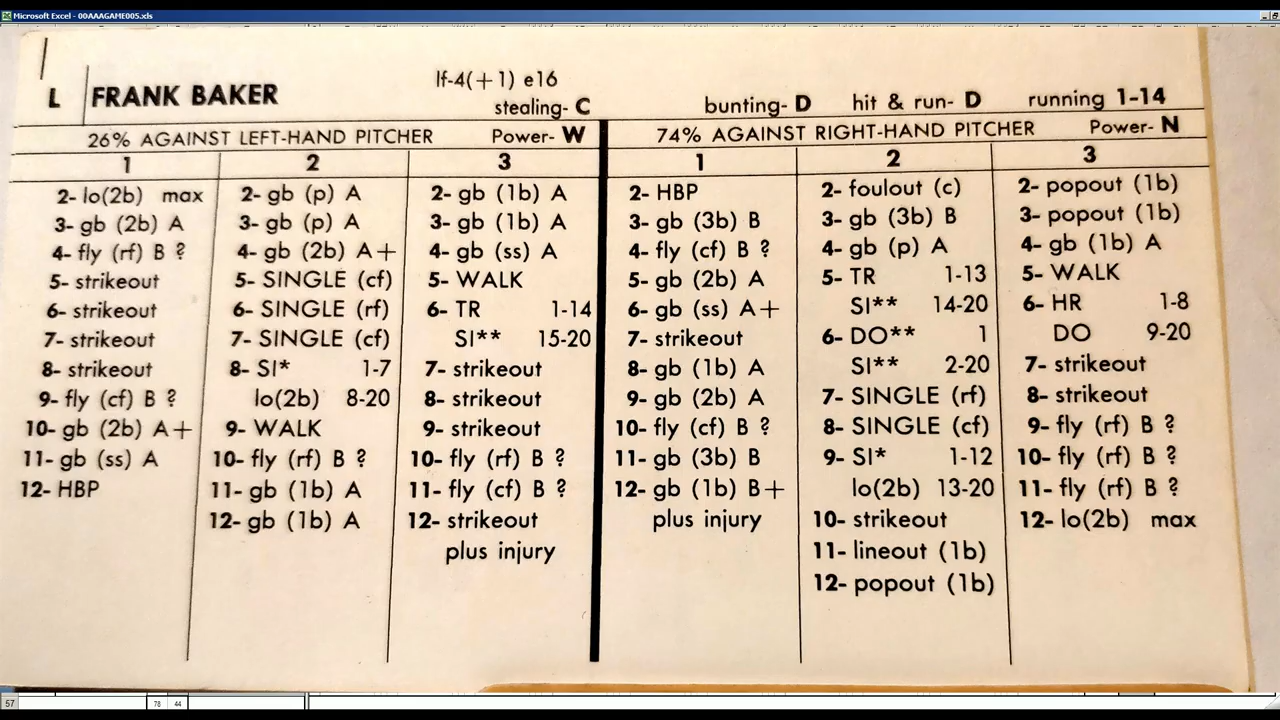 Microsoft Excel - 00AAAGAME005.xls
lf-4(+1) e16
L FRANK BAKER
stealing- C bunting- D hit & run- D running 1-14
26% AGAINST LEFT-HAND PITCHER Power- W
1 2 3
2- lo(2b) max 2- gb (p) A 2- gb (1b) A
3- gb (2b) A 3- gb (p) A 3- gb (1b) A
4- fly (rf) B ? 4- gb (2b) A+ 4- gb (ss) A
5- strikeout 5- SINGLE (cf) 5- WALK
6- strikeout 6- SINGLE (rf) 6- TR 1-14
7- strikeout 7- SINGLE (cf) SI** 15-20
8- strikeout 8- SI* 1-7 7- strikeout
9- fly (cf) B ? lo(2b) 8-20 8- strikeout
10- gb (2b) A+ 9- WALK 9- strikeout
11- gb (ss) A 10- fly (rf) B ? 10- fly (rf) B ?
12- HBP 11- gb (1b) A 11- fly (cf) B ?
12- gb (1b) A 12- strikeout
plus injury
74% AGAINST RIGHT-HAND PITCHER Power- N
1 2 3
2- HBP 2- foulout (c) 2- popout (1b)
3- gb (3b) B 3- gb (3b) B 3- popout (1b)
4- fly (cf) B ? 4- gb (p) A 4- gb (1b) A
5- gb (2b) A 5- TR 1-13 5- WALK
6- gb (ss) A+ SI** 14-20 6- HR 1-8
7- strikeout 6- DO** 1 DO 9-20
8- gb (1b) A SI** 2-20 7- strikeout
9- gb (2b) A 7- SINGLE (rf) 8- strikeout
10- fly (cf) B ? 8- SINGLE (cf) 9- fly (rf) B ?
11- gb (3b) B 9- SI* 1-12 10- fly (rf) B ?
12- gb (1b) B+ lo(2b) 13-20 11- fly (rf) B ?
plus injury 10- strikeout 12- lo(2b) max
11- lineout (1b)
12- popout (1b)
57 78 44